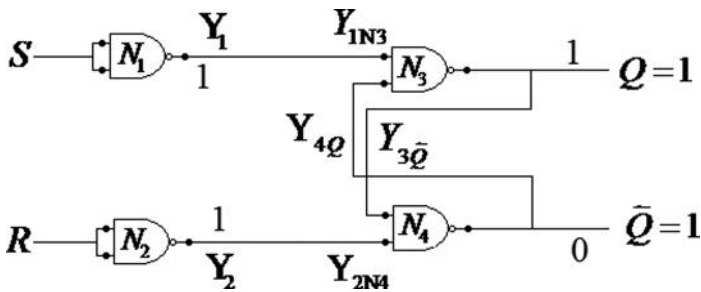 Y1 Y1N3
S N1 1 N3 1 Q = 1
Y4Q Y3Q̄
R N2 1 N4 Q̄ = 1
Y2 Y2N4 0